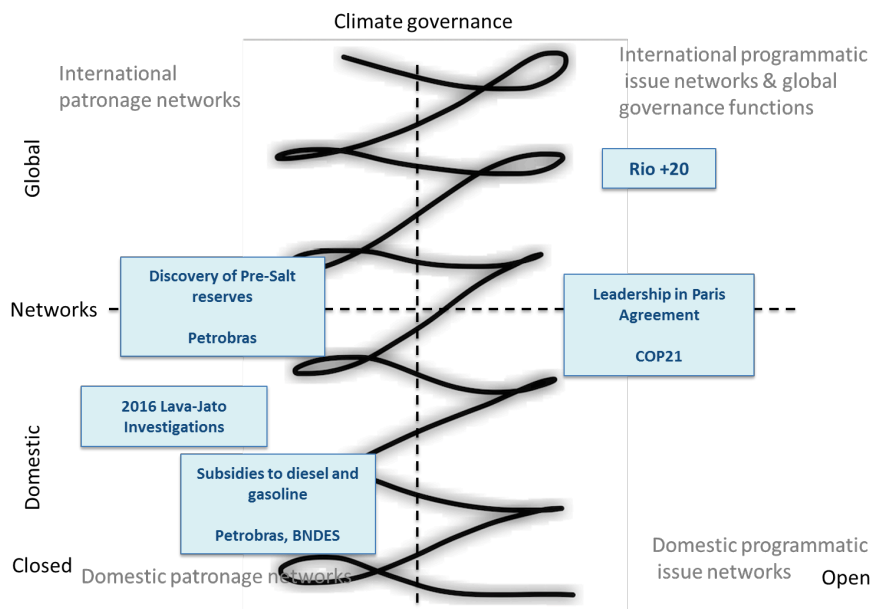 Climate governance
International
patronage networks
International programmatic
issue networks & global
governance functions
Global
Rio +20
Discovery of Pre-Salt
reserves
Petrobras
Networks
Leadership in Paris
Agreement
COP21
2016 Lava-Jato
Investigations
Domestic
Subsidies to diesel and
gasoline
Petrobras, BNDES
Closed
Domestic patronage networks
Domestic programmatic
issue networks
Open